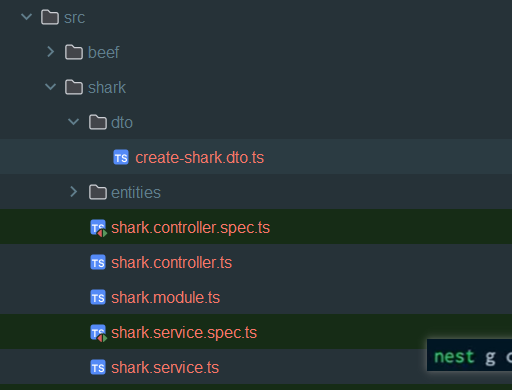 src
beef
shark
dto
TS create-shark.dto.ts
entities
TS shark.controller.spec.ts
TS shark.controller.ts
TS shark.module.ts
TS shark.service.spec.ts
nest g
TS shark.service.ts